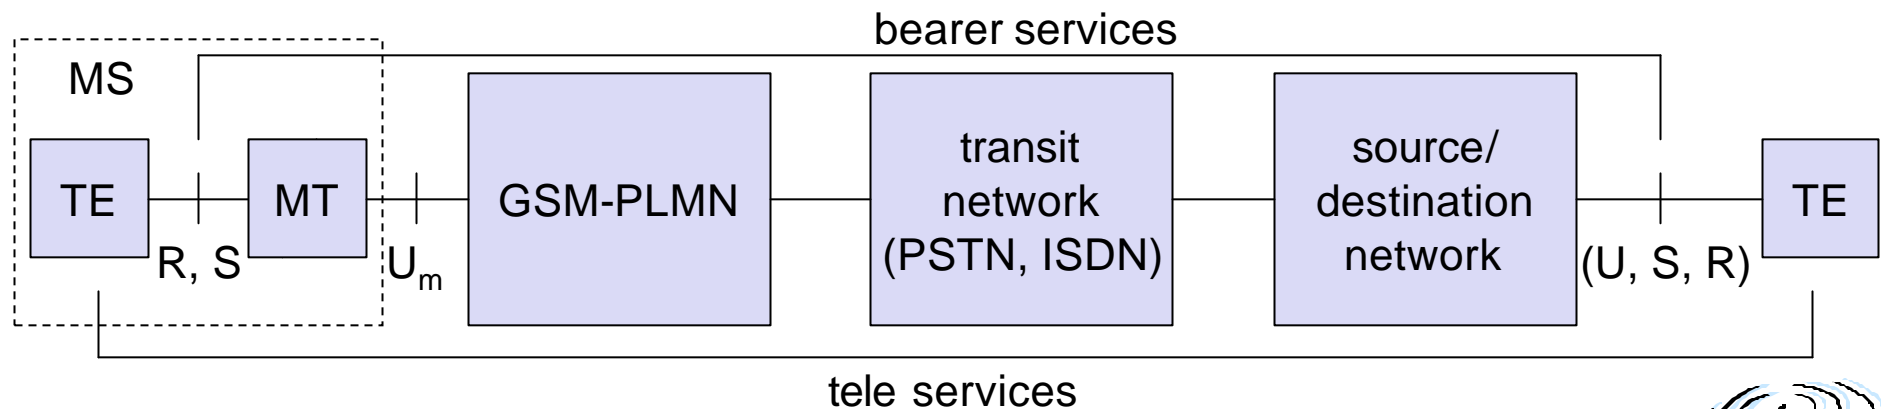 bearer services
MS
TE
MT
GSM-PLMN
transit
network
(PSTN, ISDN)
source/
destination
network
TE
R, S
Um
(U, S, R)
tele services